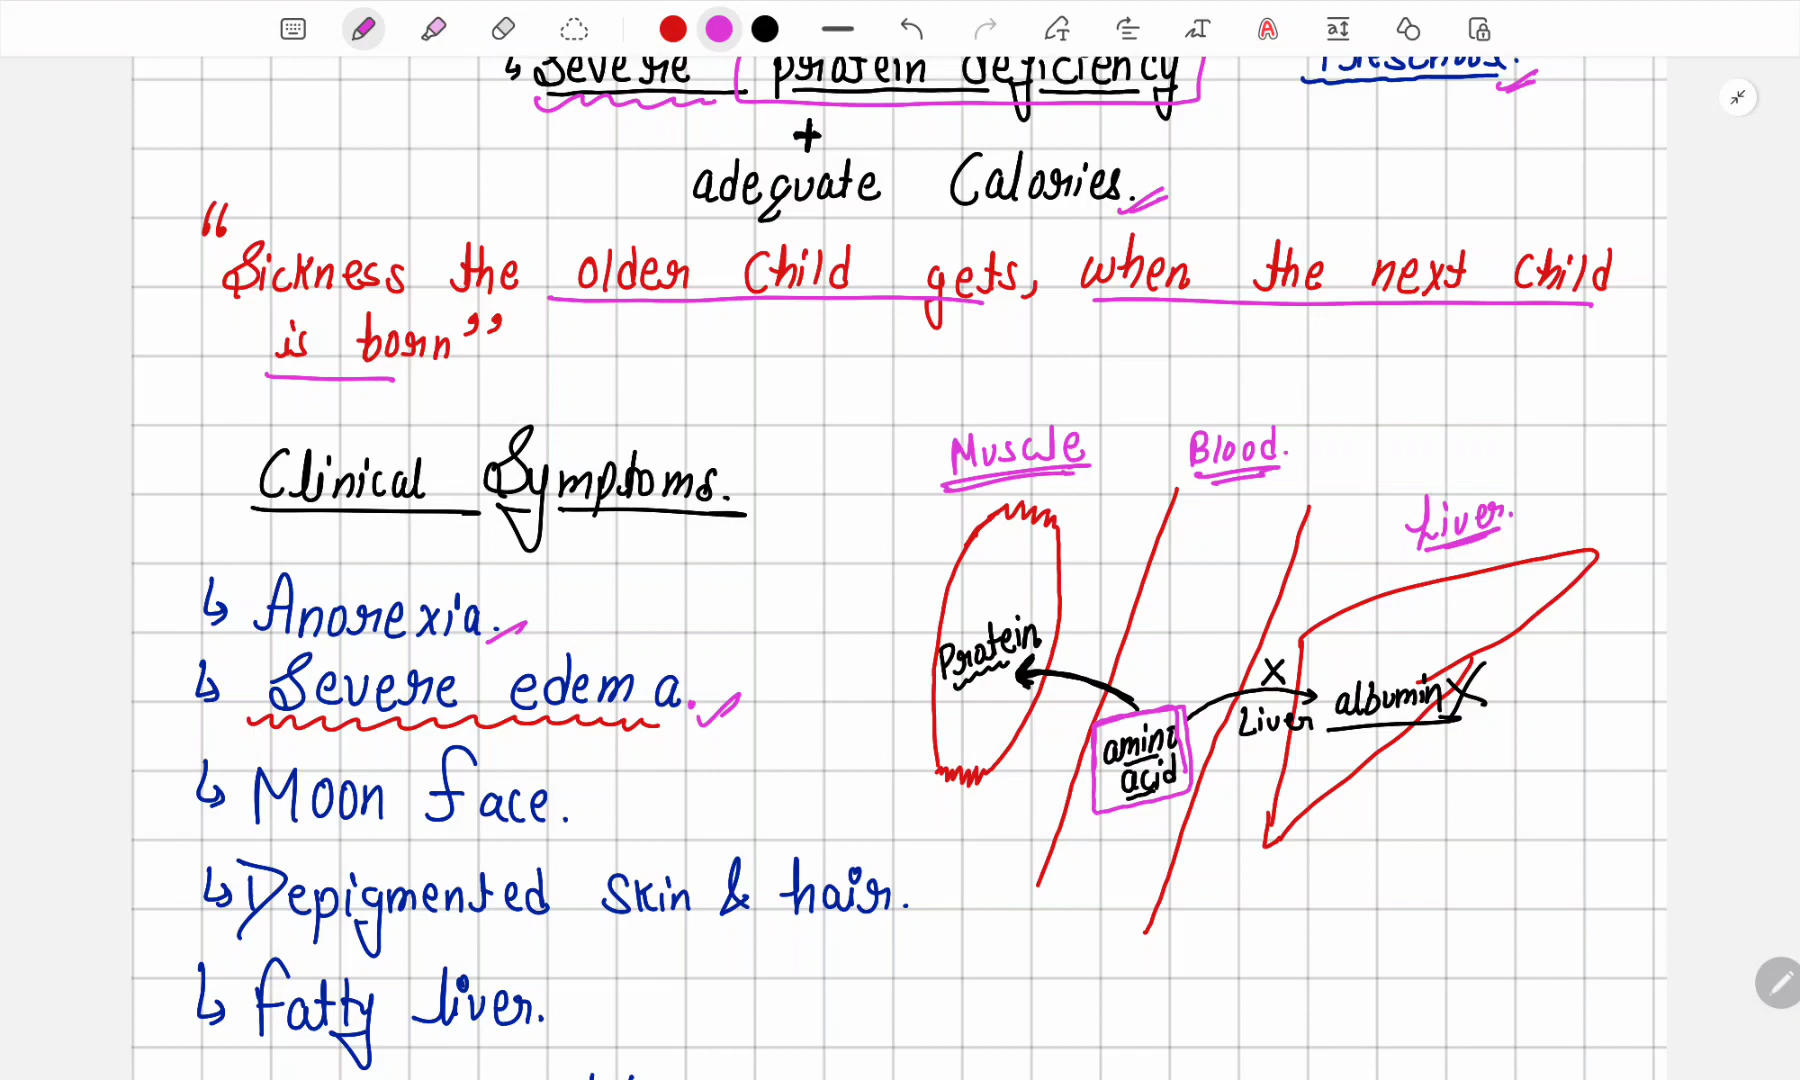 ↳ Severe protein deficiency
Preschool.
+
adequate Calories.
“Sickness the older Child gets, when the next Child
is born”
Clinical Symptoms.
↳ Anorexia.
↳ Severe edema.
↳ Moon face.
↳ Depigmented skin & hair.
↳ Fatty liver.
Muscle
Blood.
Liver.
Protein
amino
acid
X
Liver
albumin X